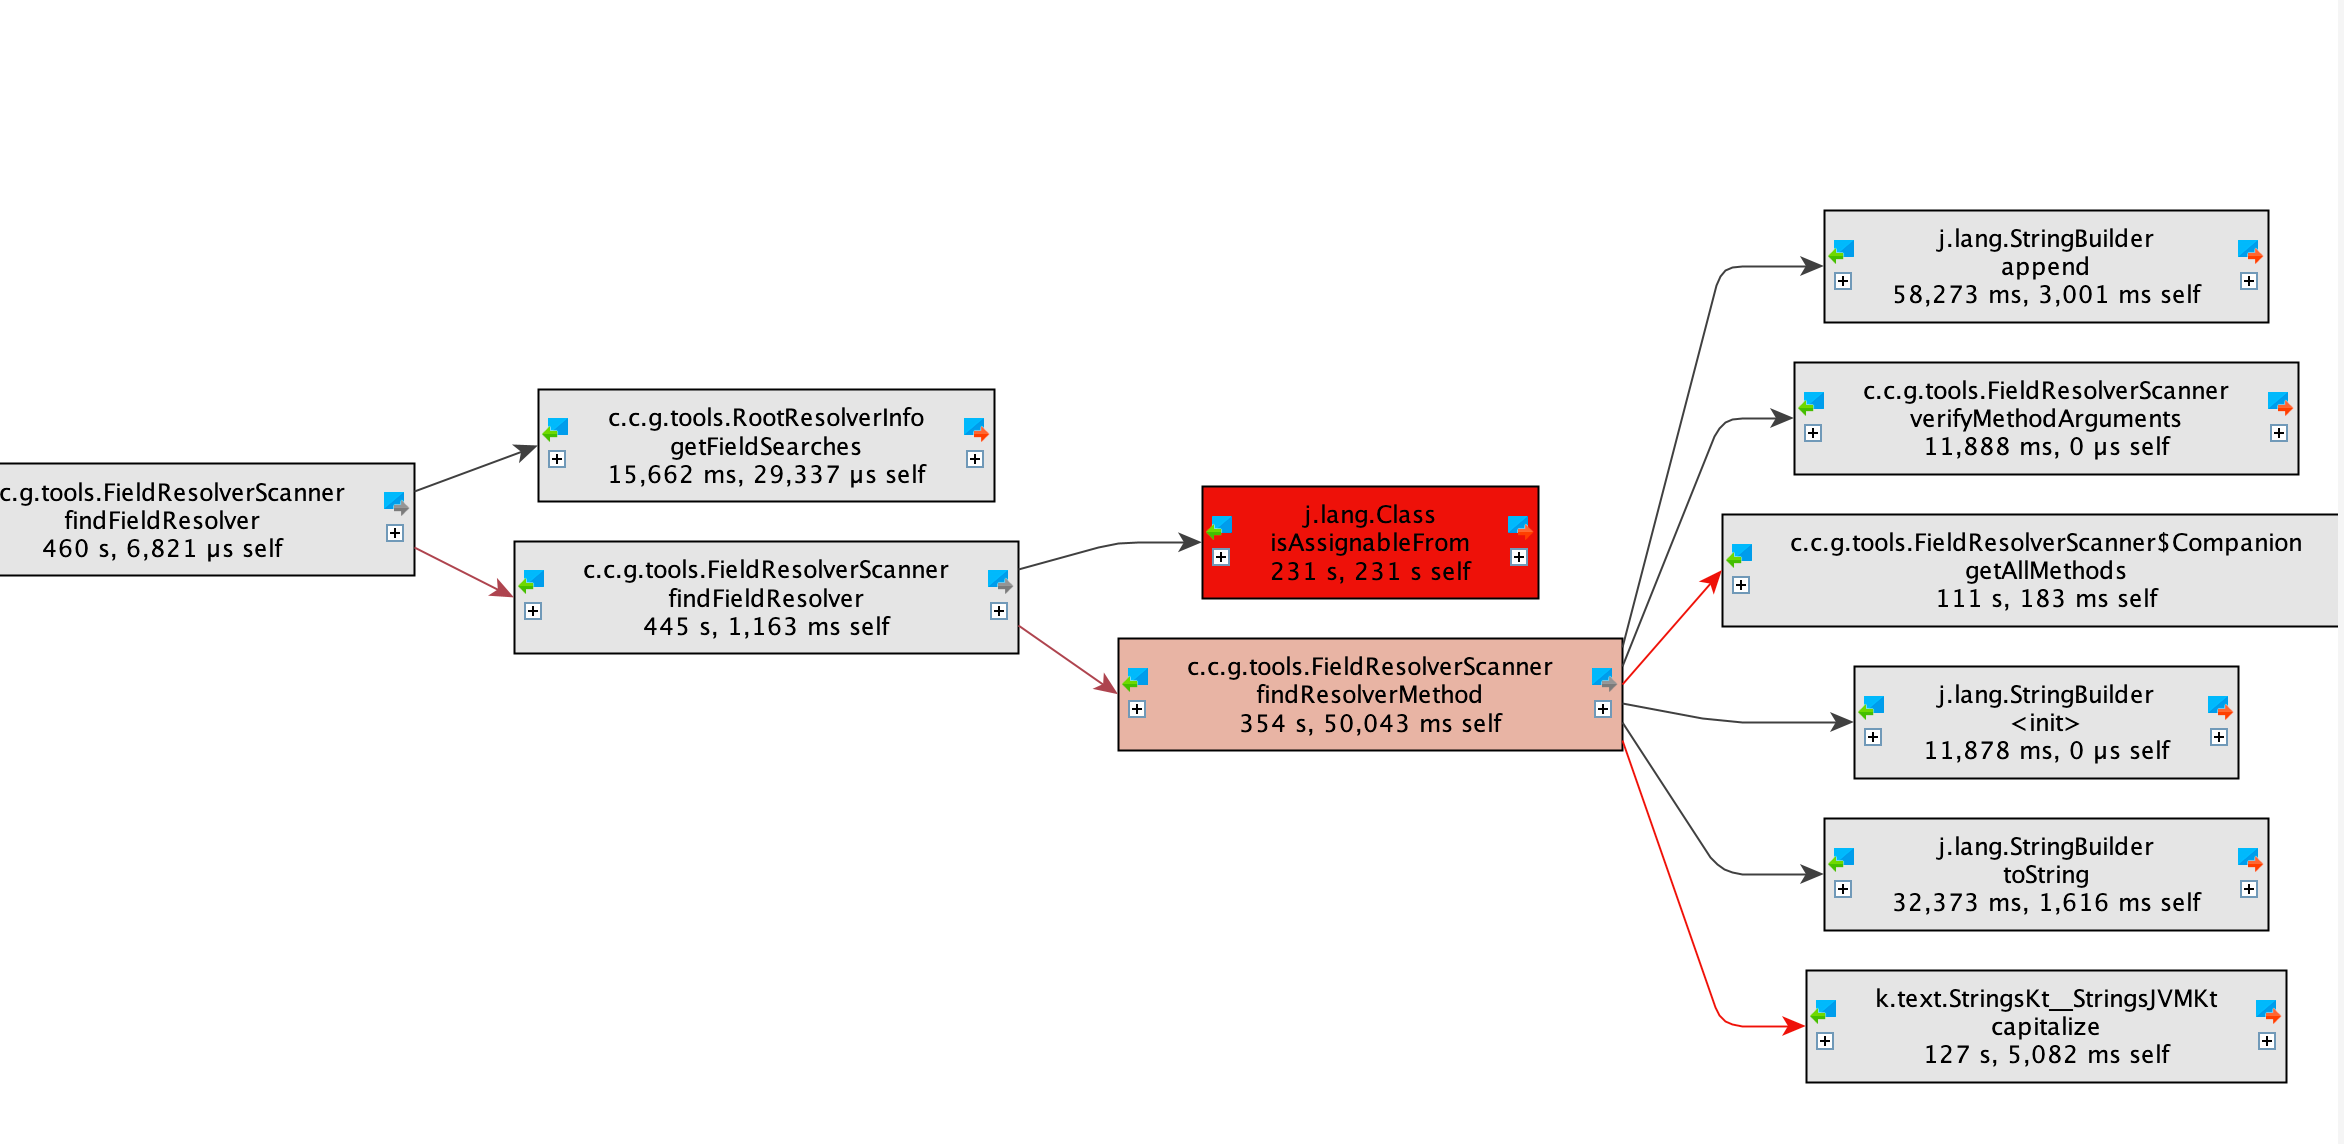 c.g.tools.FieldResolverScanner
findFieldResolver
460 s, 6,821 µs self
c.c.g.tools.RootResolverInfo
getFieldSearches
15,662 ms, 29,337 µs self
c.c.g.tools.FieldResolverScanner
findFieldResolver
445 s, 1,163 ms self
j.lang.Class
isAssignableFrom
231 s, 231 s self
c.c.g.tools.FieldResolverScanner
findResolverMethod
354 s, 50,043 ms self
j.lang.StringBuilder
append
58,273 ms, 3,001 ms self
c.c.g.tools.FieldResolverScanner
verifyMethodArguments
11,888 ms, 0 µs self
c.c.g.tools.FieldResolverScanner$Companion
getAllMethods
111 s, 183 ms self
j.lang.StringBuilder
<init>
11,878 ms, 0 µs self
j.lang.StringBuilder
toString
32,373 ms, 1,616 ms self
k.text.StringsKt__StringsJVMKt
capitalize
127 s, 5,082 ms self